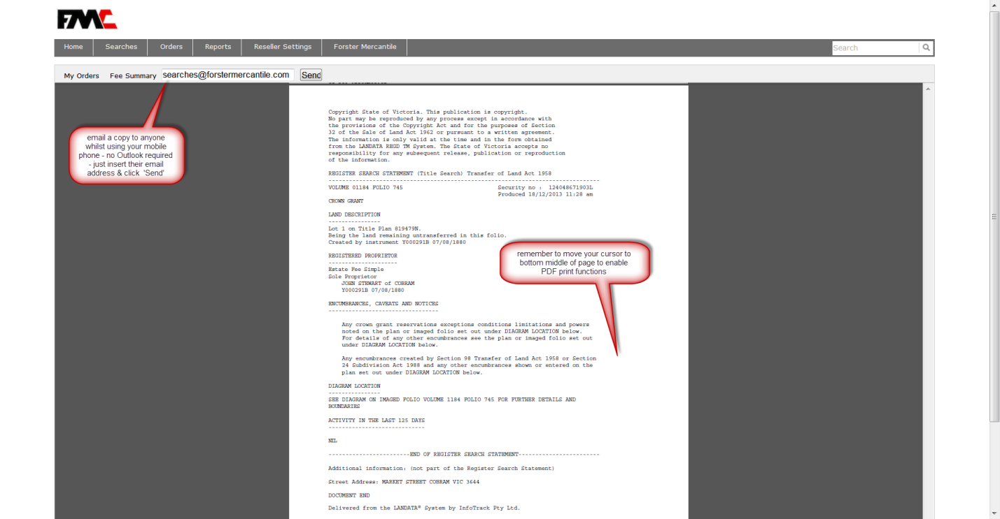 FMC
Home Searches Orders Reports Reseller Settings Forster Mercantile Search
My Orders Fee Summary searches@forstermercantile.com Send
email a copy to anyone
whilst using your mobile
phone - no Outlook required
- just insert their email
address & click 'Send'
Copyright State of Victoria. This publication is copyright.
No part may be reproduced by any process except in accordance with
the provisions of the Copyright Act and for the purposes of Section
32 of the Sale of Land Act 1962 or pursuant to a written agreement.
The information is only valid at the time and in the form obtained
from the LANDATA REGD TM System. The State of Victoria accepts no
responsibility for any subsequent release, publication or reproduction
of the information.
REGISTER SEARCH STATEMENT (Title Search) Transfer of Land Act 1958
VOLUME 01184 FOLIO 745 Security no : 124048671903L
Produced 18/12/2013 11:28 am
CROWN GRANT
LAND DESCRIPTION
Lot 1 on Title Plan 819479N.
Being the land remaining untransferred in this folio.
Created by instrument Y000291B 07/08/1880
REGISTERED PROPRIETOR
Estate Fee Simple
Sole Proprietor
JOHN STEWART of COBRAM
Y000291B 07/08/1880
remember to move your cursor to
bottom middle of page to enable
PDF print functions
ENCUMBRANCES, CAVEATS AND NOTICES
Any crown grant reservations exceptions conditions limitations and powers
noted on the plan or imaged folio set out under DIAGRAM LOCATION below.
For details of any other encumbrances see the plan or imaged folio set out
under DIAGRAM LOCATION below.
Any encumbrances created by Section 98 Transfer of Land Act 1958 or Section
24 Subdivision Act 1988 and any other encumbrances shown or entered on the
plan set out under DIAGRAM LOCATION below.
DIAGRAM LOCATION
SEE DIAGRAM ON IMAGED FOLIO VOLUME 1184 FOLIO 745 FOR FURTHER DETAILS AND
BOUNDARIES
ACTIVITY IN THE LAST 125 DAYS
NIL
------------------------END OF REGISTER SEARCH STATEMENT------------------------
Additional information: (not part of the Register Search Statement)
Street Address: MARKET STREET COBRAM VIC 3644
DOCUMENT END
Delivered from the LANDATA® System by InfoTrack Pty Ltd.